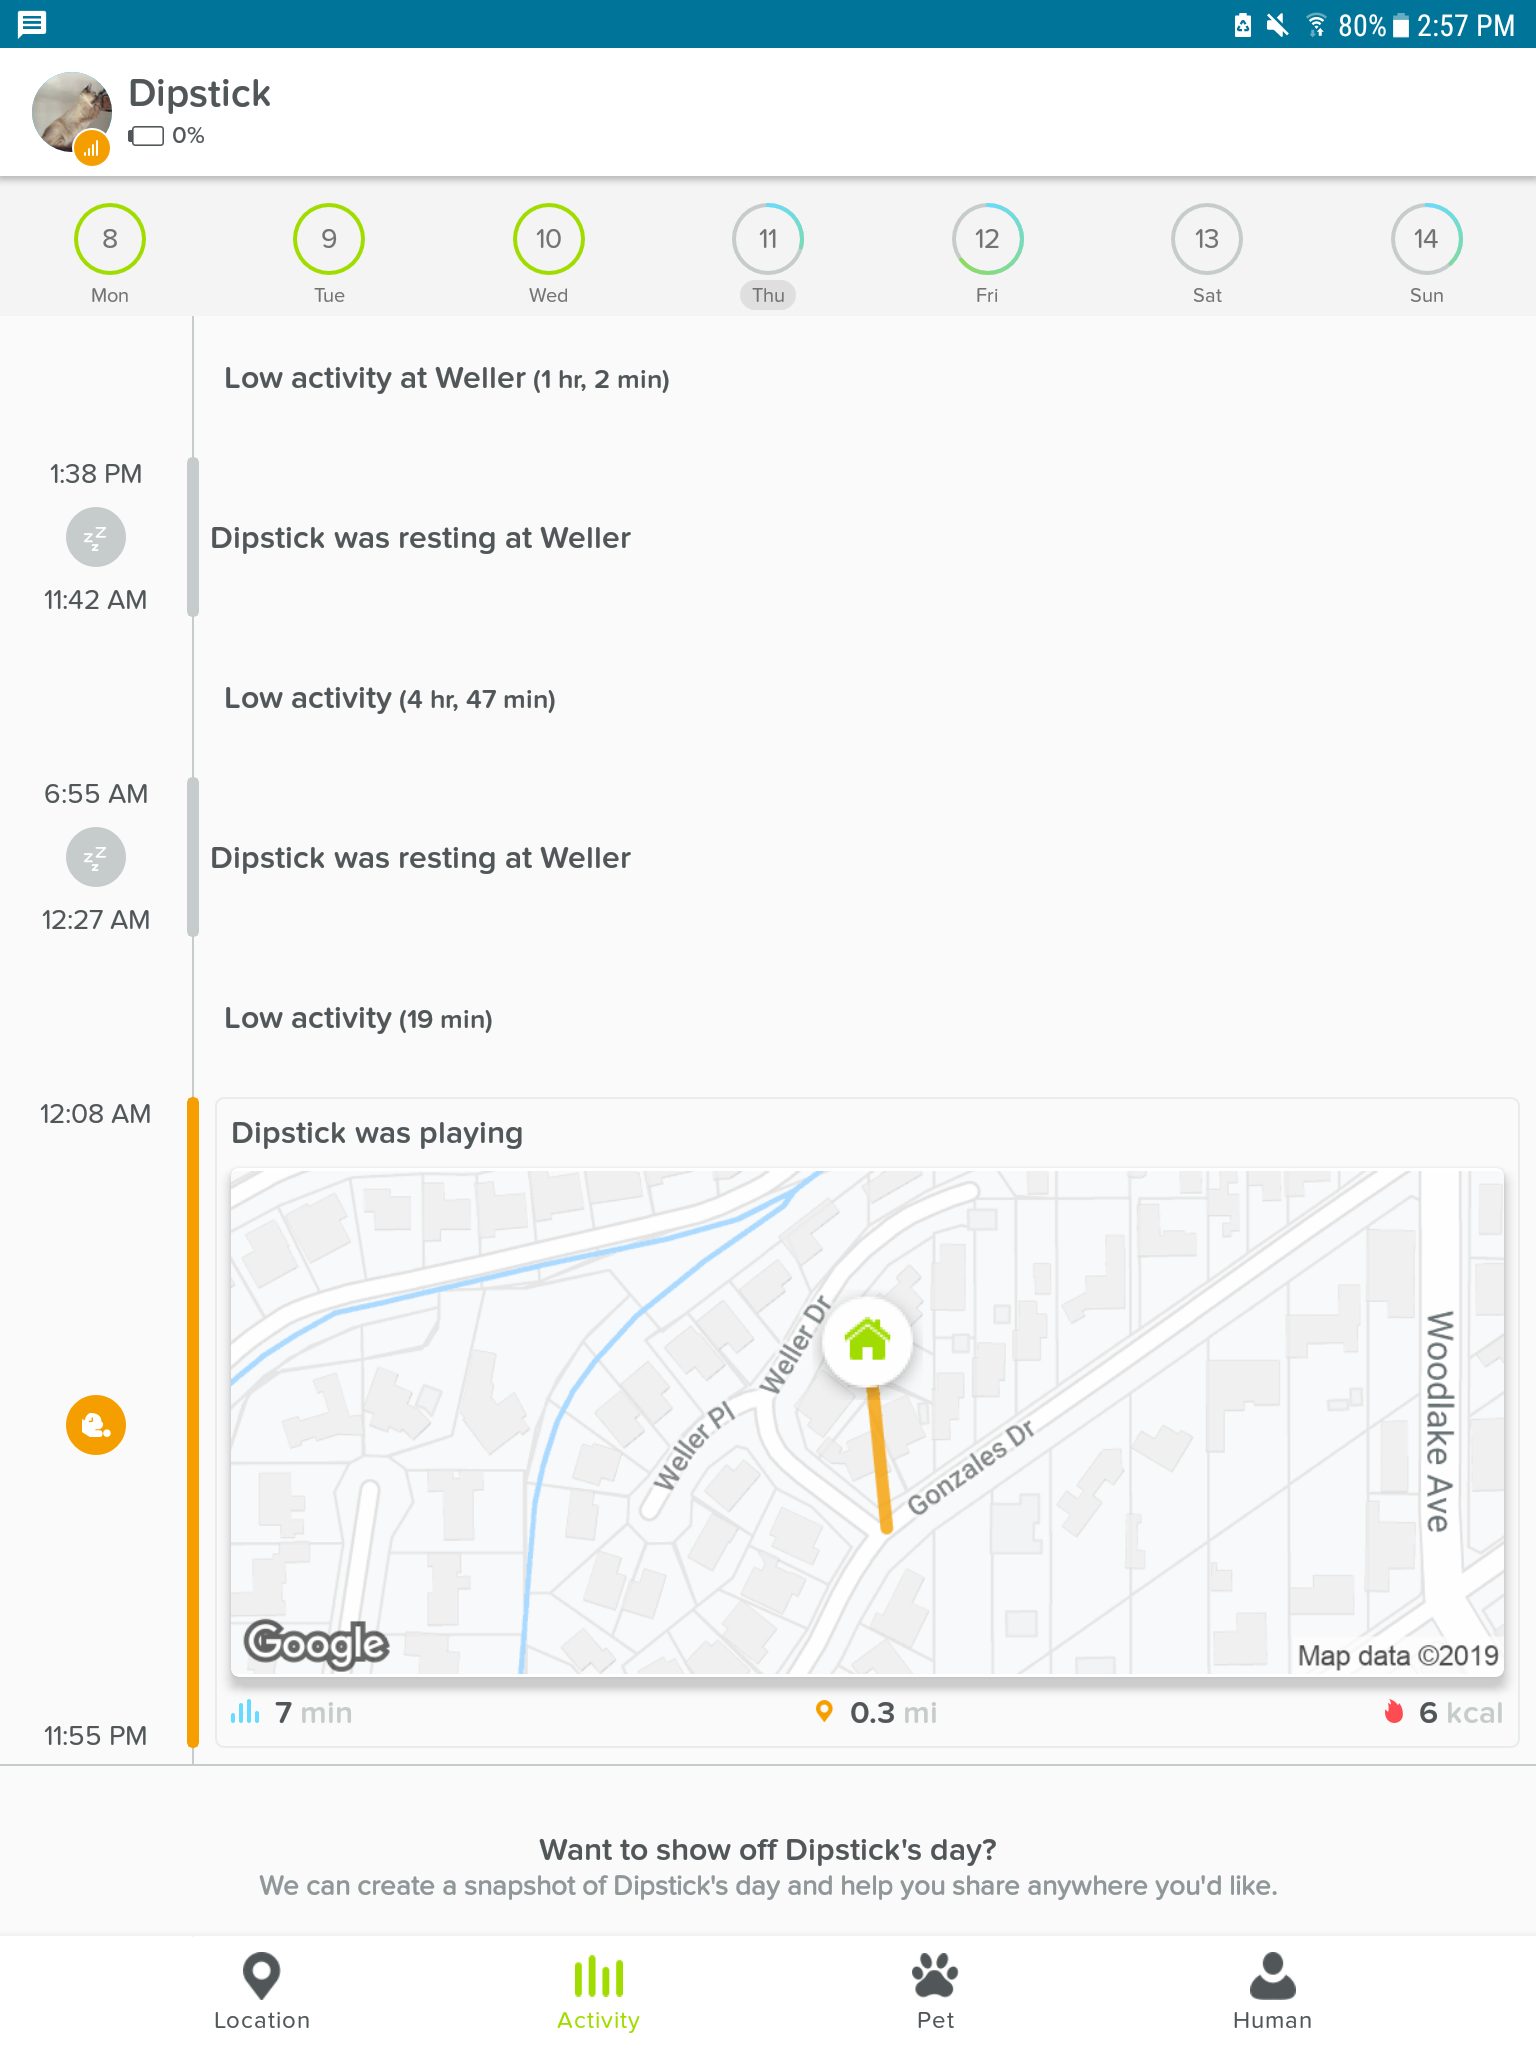 80% 2:57 PM
Dipstick
0%
8 9 10 11 12 13 14
Mon Tue Wed Thu Fri Sat Sun
Low activity at Weller (1 hr, 2 min)
1:38 PM
zzz
Dipstick was resting at Weller
11:42 AM
Low activity (4 hr, 47 min)
6:55 AM
zzz
Dipstick was resting at Weller
12:27 AM
Low activity (19 min)
12:08 AM
Dipstick was playing
Weller Dr
Weller Pl
Gonzales Dr
Woodlake Ave
Google
Map data ©2019
7 min 0.3 mi 6 kcal
11:55 PM
Want to show off Dipstick's day?
We can create a snapshot of Dipstick's day and help you share anywhere you'd like.
Location Activity Pet Human